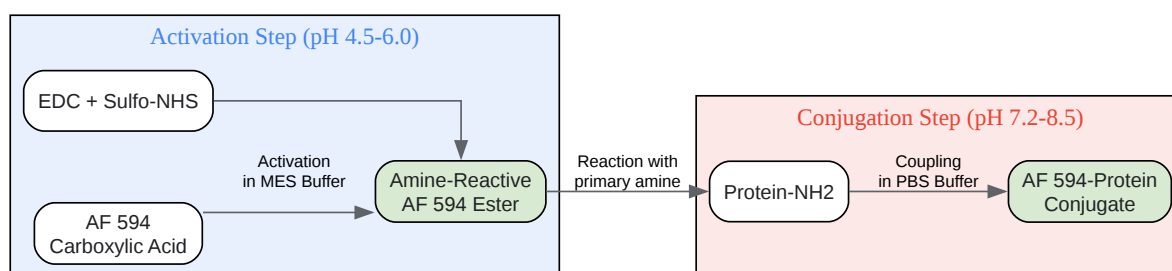 Activation Step (pH 4.5-6.0)
EDC + Sulfo-NHS
Activation
in MES Buffer
AF 594
Carboxylic Acid
Amine-Reactive
AF 594 Ester
Reaction with
primary amine
Conjugation Step (pH 7.2-8.5)
Protein-NH2
Coupling
in PBS Buffer
AF 594-Protein
Conjugate